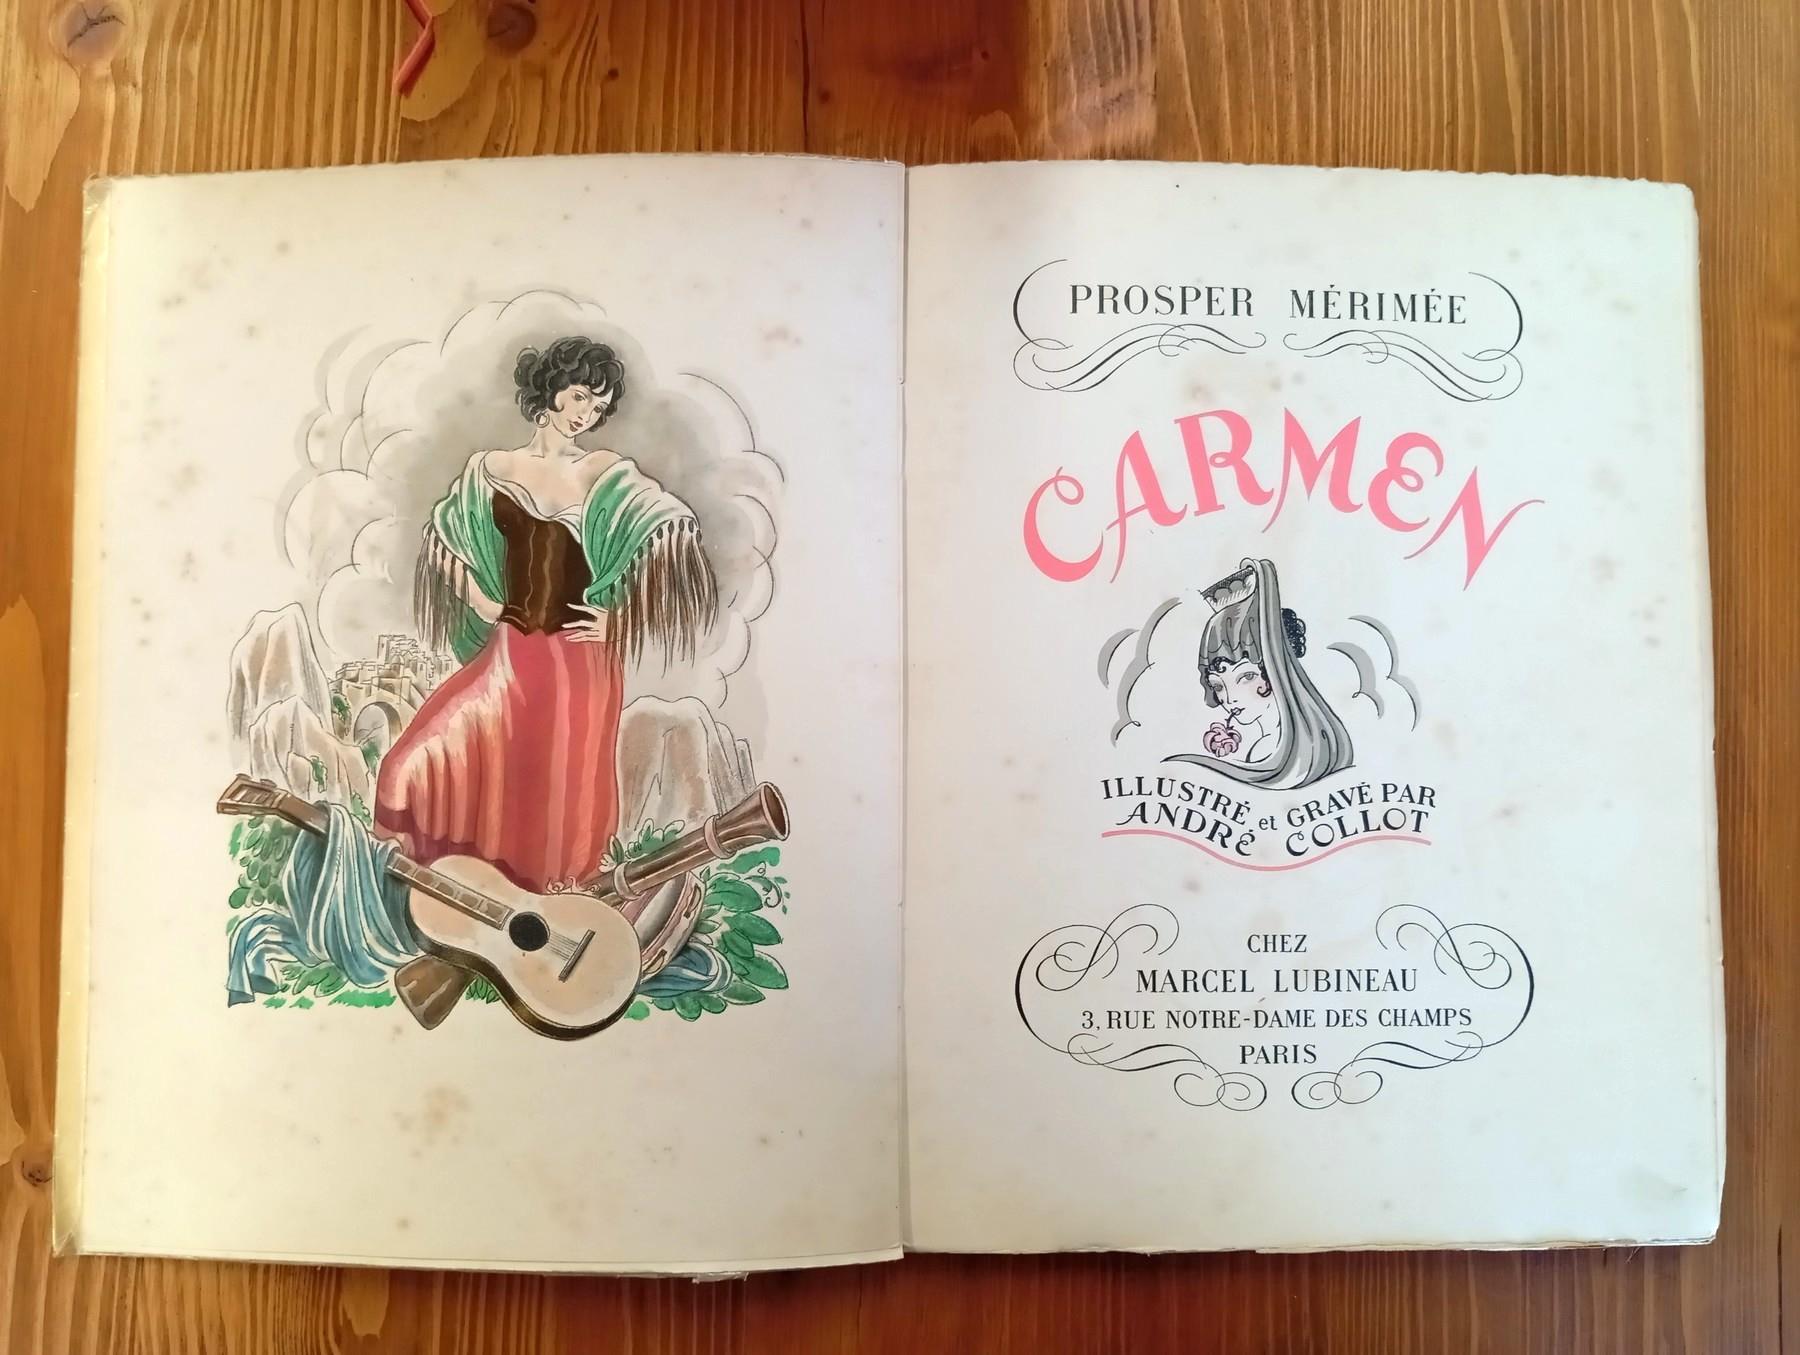 PROSPER MÉRIMÉE
CARMEN
ILLUSTRÉ et GRAVÉ PAR
ANDRÉ COLLOT
CHEZ
MARCEL LUBINEAU
3, RUE NOTRE-DAME DES CHAMPS
PARIS